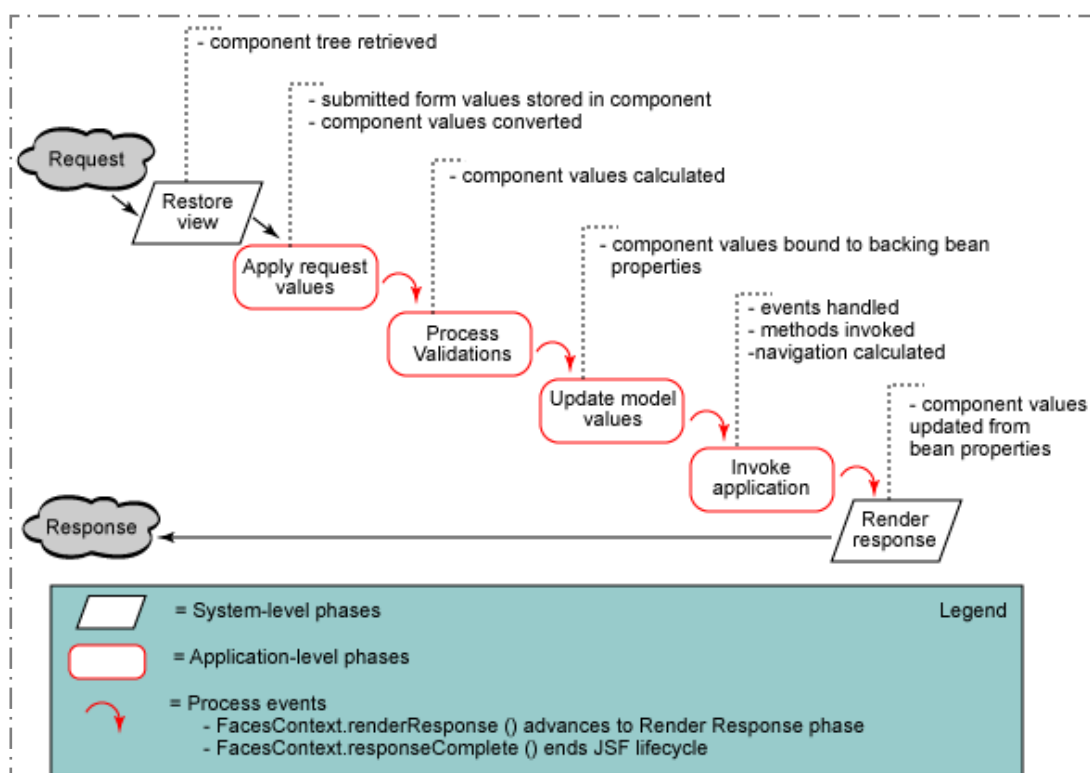 - component tree retrieved
- submitted form values stored in component
- component values converted
Request
- component values calculated
Restore
view
- component values bound to backing bean
properties
Apply request
values
- events handled
- methods invoked
-navigation calculated
Process
Validations
Update model
values
- component values
updated from
bean properties
Invoke
application
Response
Render
response
= System-level phases
Legend
= Application-level phases
= Process events
- FacesContext.renderResponse () advances to Render Response phase
- FacesContext.responseComplete () ends JSF lifecycle